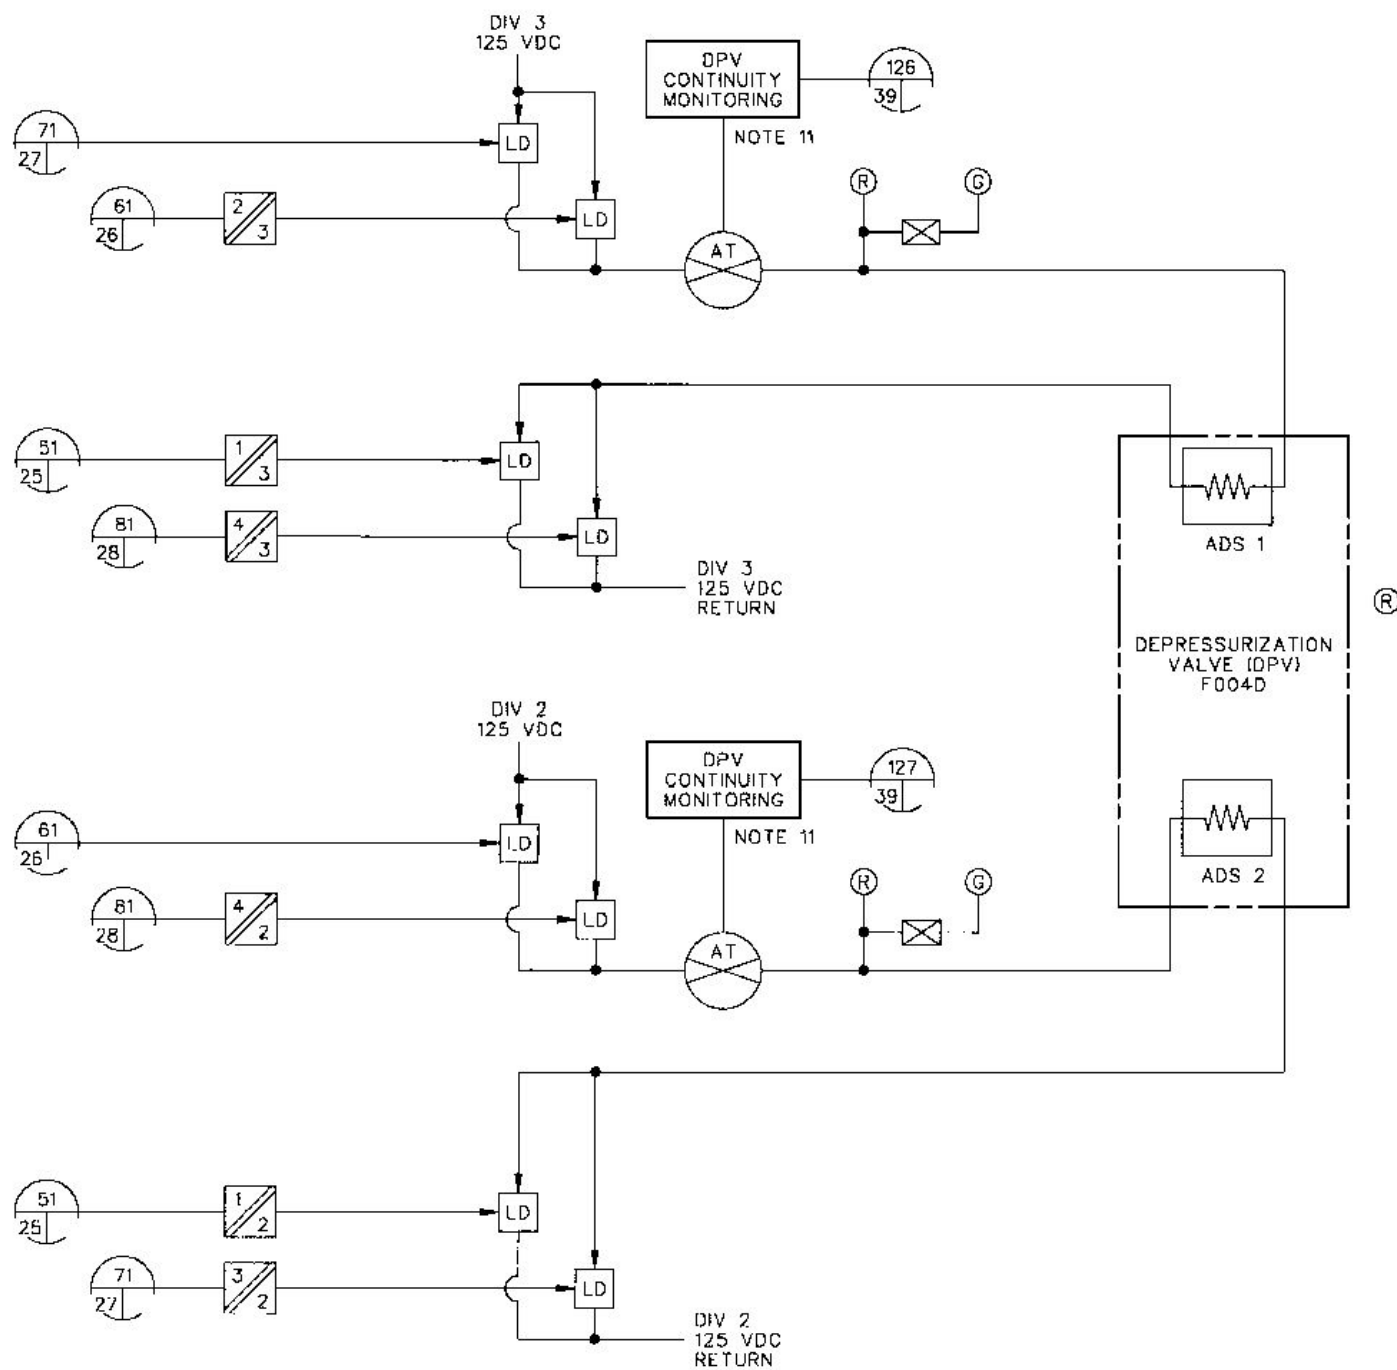 DIV 3
125 VDC
DPV
CONTINUITY
MONITORING
126
39
NOTE 11
71
27
LD
R
G
61
26
2
3
LD
AT
51
25
1
3
LD
81
28
4
3
LD
ADS 1
DIV 3
125 VDC
RETURN
R
DEPRESSURIZATION
VALVE (DPV)
F004D
DIV 2
125 VDC
DPV
CONTINUITY
MONITORING
127
39
NOTE 11
61
26
LD
ADS 2
R
G
81
28
4
2
LD
AT
51
25
1
2
LD
71
27
3
2
LD
DIV 2
125 VDC
RETURN